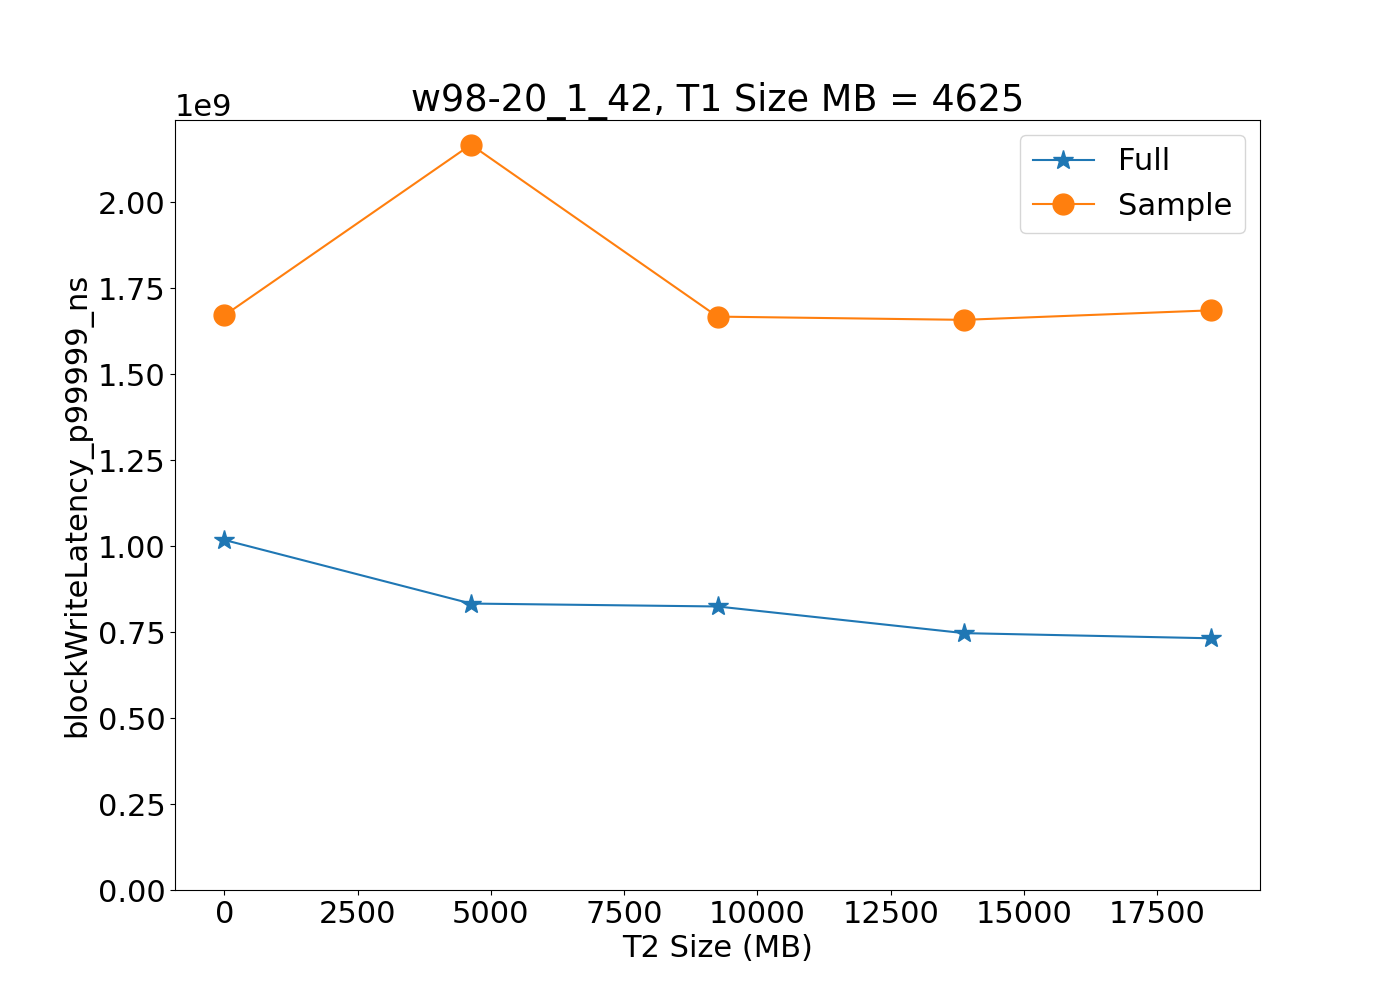 w98-20_1_42, T1 Size MB = 4625
1e9
Full
Sample
2.00
1.75
1.50
1.25
1.00
0.75
0.50
0.25
0.00
blockWriteLatency_p99999_ns
0 2500 5000 7500 10000 12500 15000 17500
T2 Size (MB)